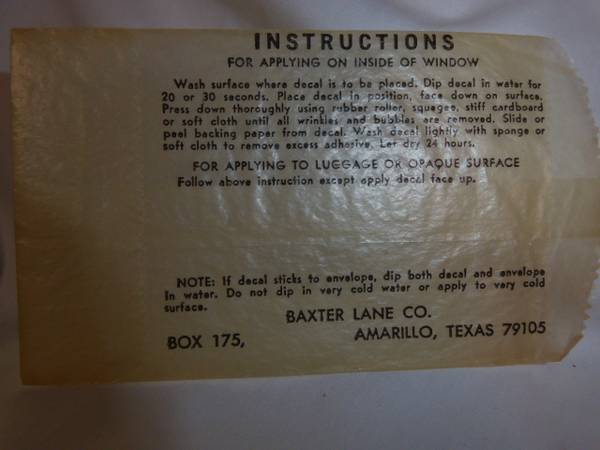 INSTRUCTIONS
FOR APPLYING ON INSIDE OF WINDOW
Wash surface where decal is to be placed. Dip decal in water for
20 or 30 seconds. Place decal in position, face down on surface.
Press down thoroughly using rubber roller, squegee, stiff cardboard
or soft cloth until all wrinkles and bubbles are removed. Slide or
peel backing paper from decal. Wash decal lightly with sponge or
soft cloth to remove excess adhesive. Let dry 24 hours.
FOR APPLYING TO LUGGAGE OR OPAQUE SURFACE
Follow above instruction except apply decal face up.
NOTE: If decal sticks to envelope, dip both decal and envelope
in water. Do not dip in very cold water or apply to very cold
surface.
BAXTER LANE CO.
BOX 175, AMARILLO, TEXAS 79105